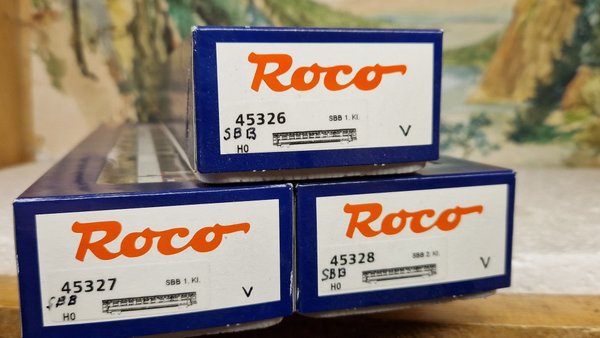 Roco
45326 SBB 1. Kl.
SBB
H0 V
Roco
45327 SBB 1. Kl.
SBB
H0 V
Roco
45328 SBB 2. Kl.
SBB
H0 V